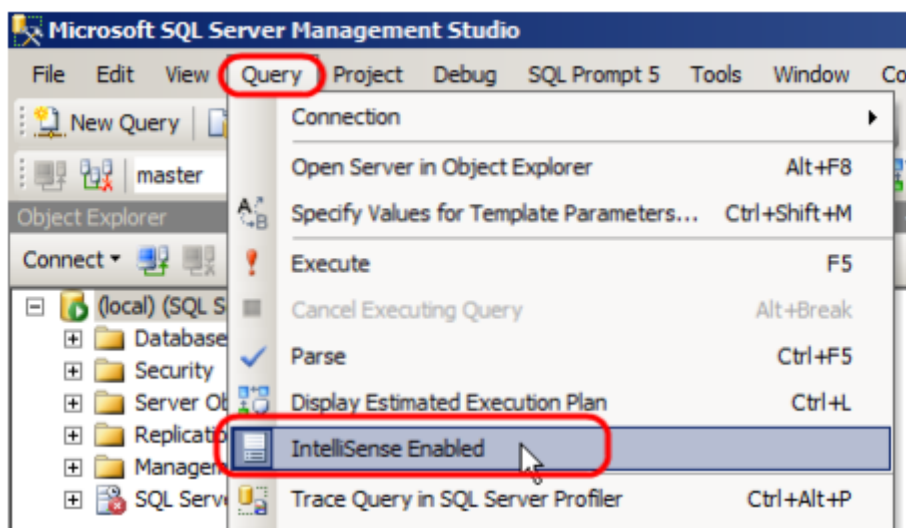 Microsoft SQL Server Management Studio
File Edit View Query Project Debug SQL Prompt 5 Tools Window Co
New Query
Connection
master
Open Server in Object Explorer Alt+F8
Object Explorer
Specify Values for Template Parameters... Ctrl+Shift+M
Connect
Execute F5
(local) (SQL S
Cancel Executing Query Alt+Break
Database
Parse Ctrl+F5
Security
Server Ob
Display Estimated Execution Plan Ctrl+L
Replicatio
IntelliSense Enabled
Managem
SQL Serve
Trace Query in SQL Server Profiler Ctrl+Alt+P